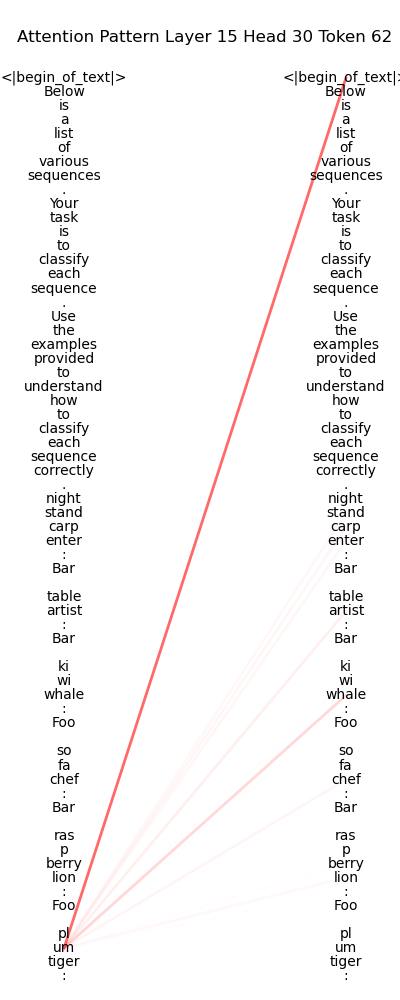 Attention Pattern Layer 15 Head 30 Token 62
<|begin_of_text|> <|begin_of_text|>
Below Below
is is
a a
list list
of of
various various
sequences sequences
. .
Your Your
task task
is is
to to
classify classify
each each
sequence sequence
. .
Use Use
the the
examples examples
provided provided
to to
understand understand
how how
to to
classify classify
each each
sequence sequence
correctly correctly
. .
night night
stand stand
carp carp
enter enter
: :
Bar Bar
table table
artist artist
: :
Bar Bar
ki ki
wi wi
whale whale
: :
Foo Foo
so so
fa fa
chef chef
: :
Bar Bar
ras ras
p p
berry berry
lion lion
: :
Foo Foo
pl pl
um um
tiger tiger
: :